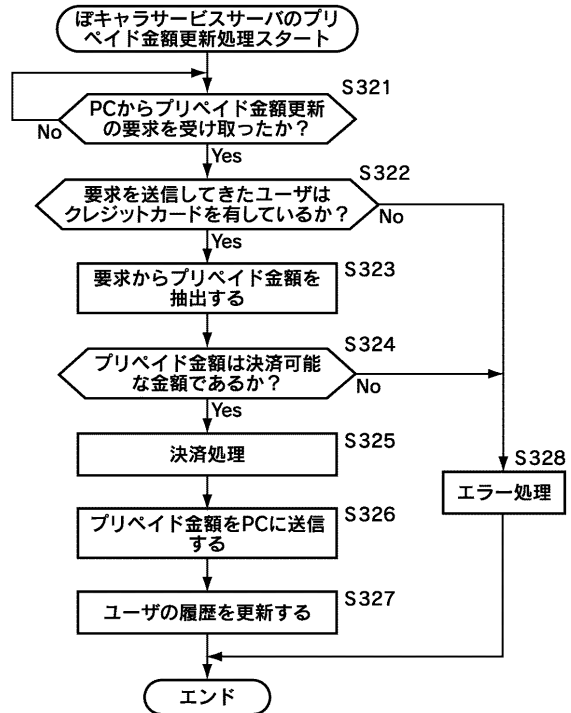 ぽキャラサービスサーバのプリ
ペイド金額更新処理スタート
S321
PCからプリペイド金額更新
の要求を受け取ったか？
No
Yes
S322
要求を送信してきたユーザは
クレジットカードを有しているか？
No
Yes
S323
要求からプリペイド金額を
抽出する
S324
プリペイド金額は決済可能
な金額であるか？
No
Yes
S325
決済処理
S328
エラー処理
S326
プリペイド金額をPCに送信
する
S327
ユーザの履歴を更新する
エンド